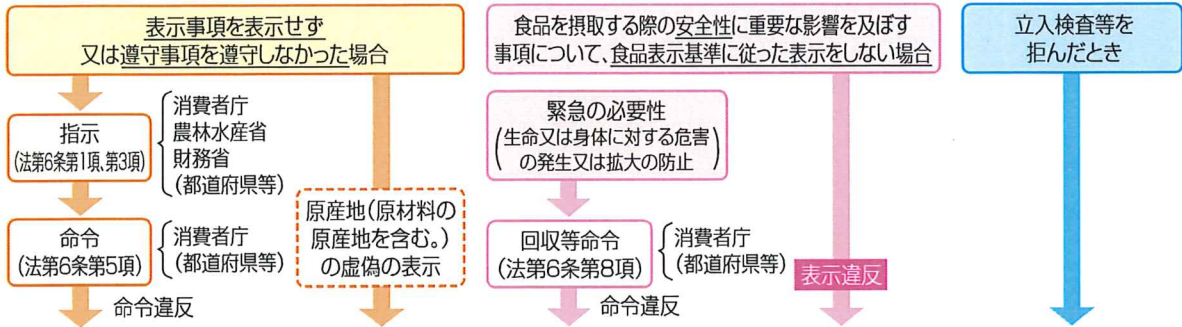 表示事項を表示せず
又は遵守事項を遵守しなかった場合
指示
(法第6条第1項、第3項)
消費者庁
農林水産省
財務省
(都道府県等)
命令
(法第6条第5項)
消費者庁
(都道府県等)
命令違反
原産地(原材料の
原産地を含む。)
の虚偽の表示
食品を摂取する際の安全性に重要な影響を及ぼす
事項について、食品表示基準に従った表示をしない場合
緊急の必要性
(生命又は身体に対する危害
の発生又は拡大の防止)
回収等命令
(法第6条第8項)
消費者庁
(都道府県等)
命令違反
表示違反
立入検査等を
拒んだとき